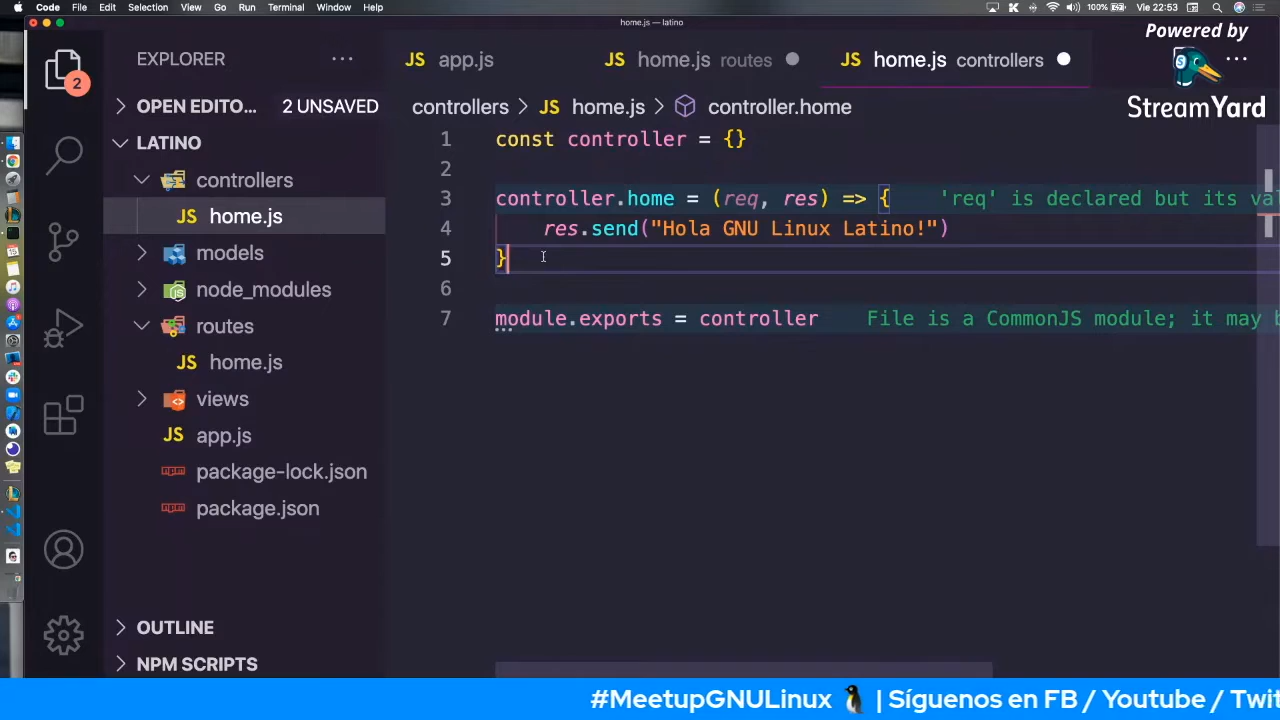 Code File Edit Selection View Go Run Terminal Window Help 100% Vie 22:53
home.js — latino
Powered by
StreamYard
EXPLORER
JS app.js
JS home.js routes
JS home.js controllers
2
OPEN EDITO... 2 UNSAVED
controllers > JS home.js > controller.home
LATINO
controllers
JS home.js
models
node_modules
routes
JS home.js
views
JS app.js
package-lock.json
package.json
OUTLINE
NPM SCRIPTS
1 const controller = {}
2
3 controller.home = (req, res) => { 'req' is declared but its va
4 res.send("Hola GNU Linux Latino!")
5 }
6
7 module.exports = controller File is a CommonJS module; it may b
#MeetupGNULinux 🐧 | Síguenos en FB / Youtube / Twit